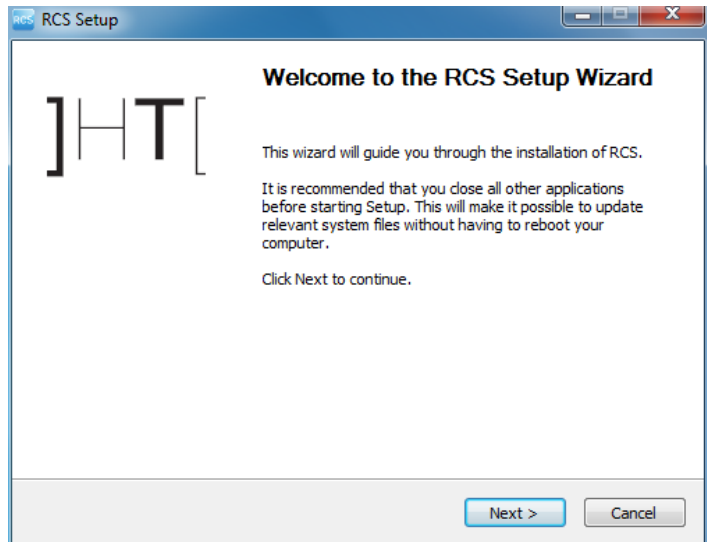 RCS RCS Setup
Welcome to the RCS Setup Wizard
]HT[
This wizard will guide you through the installation of RCS.
It is recommended that you close all other applications
before starting Setup. This will make it possible to update
relevant system files without having to reboot your
computer.
Click Next to continue.
Next >
Cancel